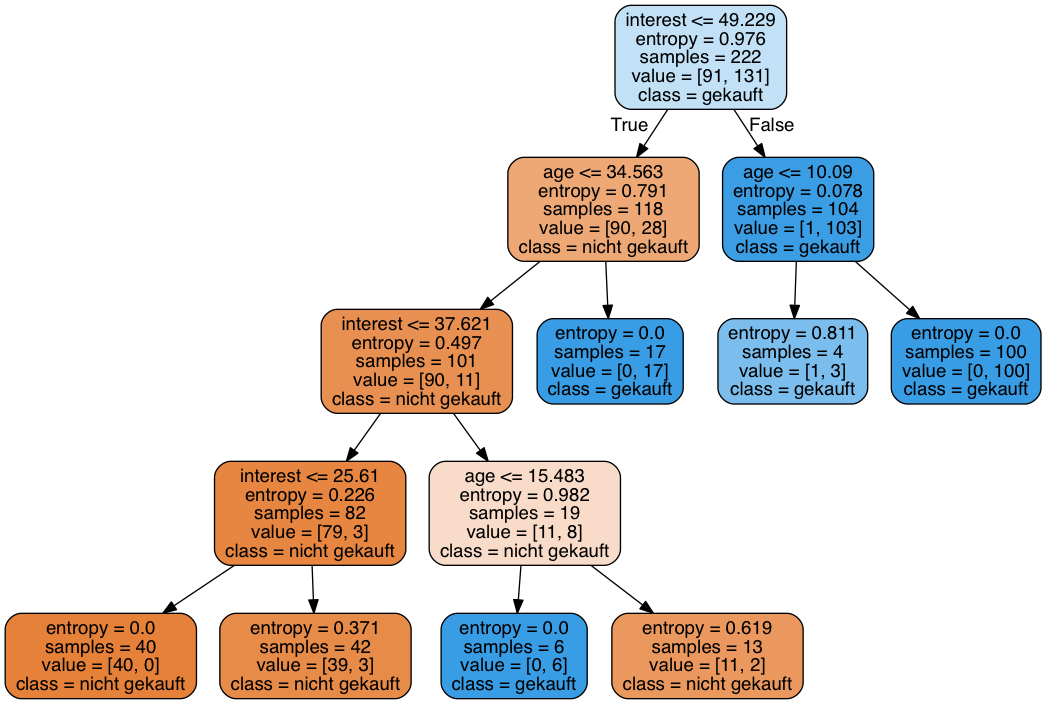 interest <= 49.229
entropy = 0.976
samples = 222
value = [91, 131]
class = gekauft
True
False
age <= 34.563
entropy = 0.791
samples = 118
value = [90, 28]
class = nicht gekauft
age <= 10.09
entropy = 0.078
samples = 104
value = [1, 103]
class = gekauft
interest <= 37.621
entropy = 0.497
samples = 101
value = [90, 11]
class = nicht gekauft
entropy = 0.0
samples = 17
value = [0, 17]
class = gekauft
entropy = 0.811
samples = 4
value = [1, 3]
class = gekauft
entropy = 0.0
samples = 100
value = [0, 100]
class = gekauft
interest <= 25.61
entropy = 0.226
samples = 82
value = [79, 3]
class = nicht gekauft
age <= 15.483
entropy = 0.982
samples = 19
value = [11, 8]
class = nicht gekauft
entropy = 0.0
samples = 40
value = [40, 0]
class = nicht gekauft
entropy = 0.371
samples = 42
value = [39, 3]
class = nicht gekauft
entropy = 0.0
samples = 6
value = [0, 6]
class = gekauft
entropy = 0.619
samples = 13
value = [11, 2]
class = nicht gekauft